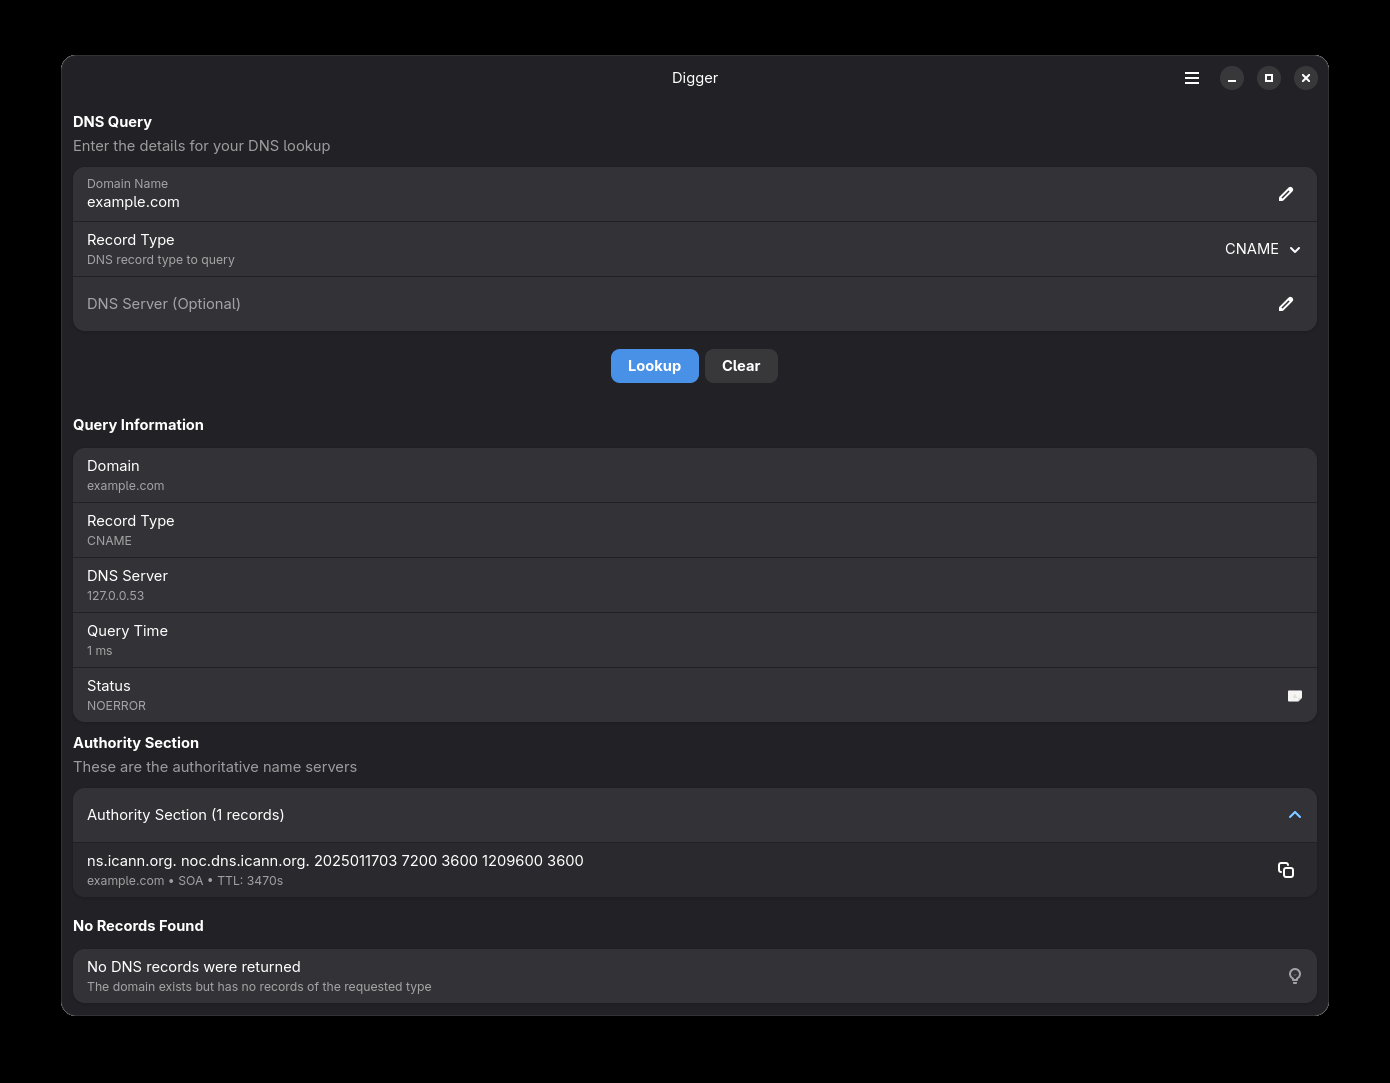 Digger
DNS Query
Enter the details for your DNS lookup
Domain Name
example.com
Record Type
DNS record type to query
CNAME
DNS Server (Optional)
Lookup
Clear
Query Information
Domain
example.com
Record Type
CNAME
DNS Server
127.0.0.53
Query Time
1 ms
Status
NOERROR
Authority Section
These are the authoritative name servers
Authority Section (1 records)
ns.icann.org. noc.dns.icann.org. 2025011703 7200 3600 1209600 3600
example.com • SOA • TTL: 3470s
No Records Found
No DNS records were returned
The domain exists but has no records of the requested type